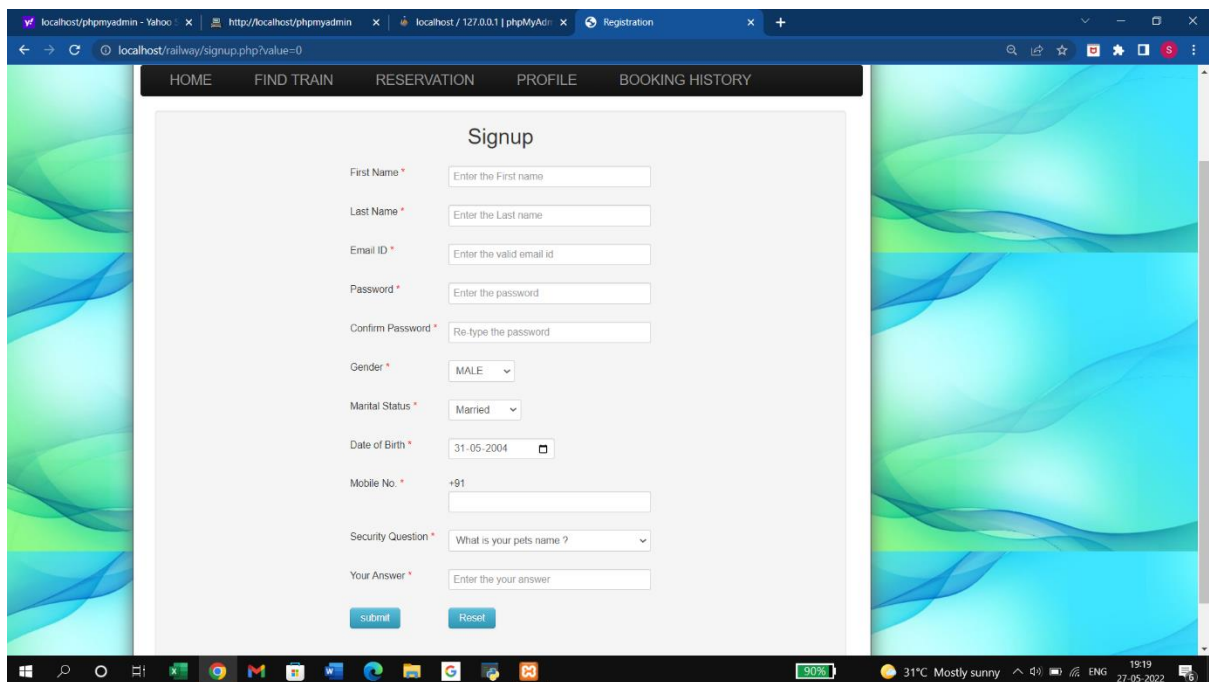 localhost/phpmyadmin - Yahoo S
http://localhost/phpmyadmin
localhost / 127.0.0.1 | phpMyAdm
Registration
localhost/railway/signup.php?value=0
S
HOME FIND TRAIN RESERVATION PROFILE BOOKING HISTORY
Signup
First Name * Enter the First name
Last Name * Enter the Last name
Email ID * Enter the valid email id
Password * Enter the password
Confirm Password * Re-type the password
Gender * MALE
Marital Status * Married
Date of Birth * 31-05-2004
Mobile No. * +91
Security Question * What is your pets name ?
Your Answer * Enter the your answer
submit Reset
90% 31°C Mostly sunny ENG 19:19
27-05-2022 6